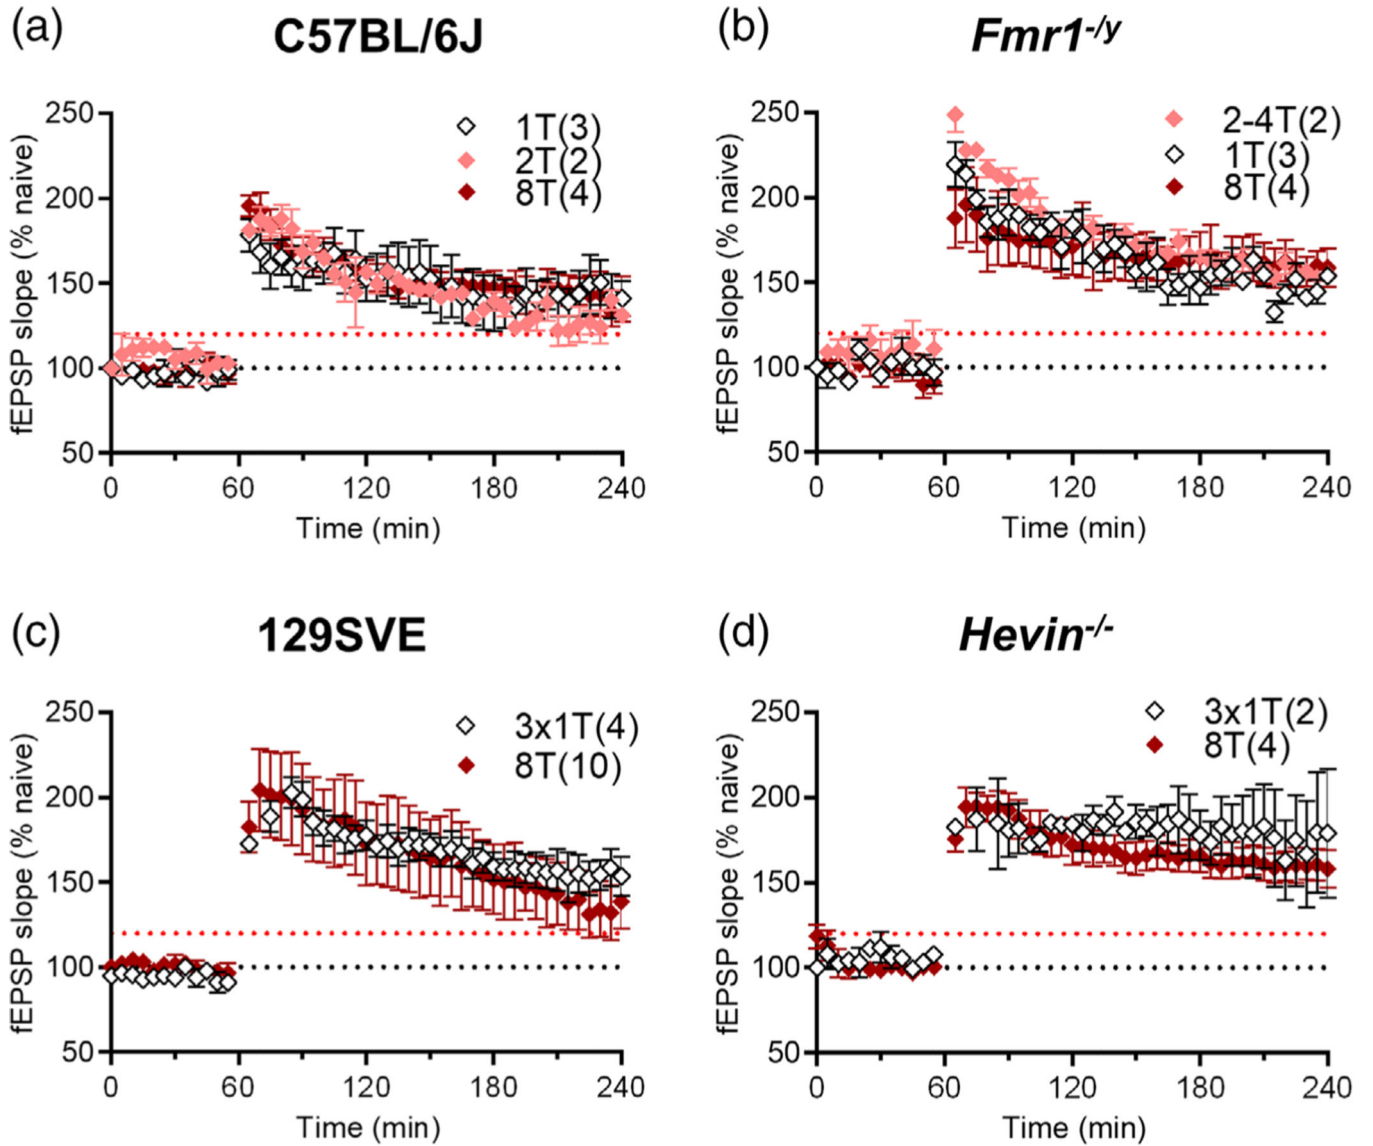 (a)
C57BL/6J
fEPSP slope (% naive)
250
200
150
100
50
1T(3)
2T(2)
8T(4)
0
60
120
180
240
Time (min)
(b)
Fmr1-/y
fEPSP slope (% naive)
250
200
150
100
50
2-4T(2)
1T(3)
8T(4)
0
60
120
180
240
Time (min)
(c)
129SVE
fEPSP slope (% naive)
250
200
150
100
50
3x1T(4)
8T(10)
0
60
120
180
240
Time (min)
(d)
Hevin-/-
fEPSP slope (% naive)
250
200
150
100
50
3x1T(2)
8T(4)
0
60
120
180
240
Time (min)